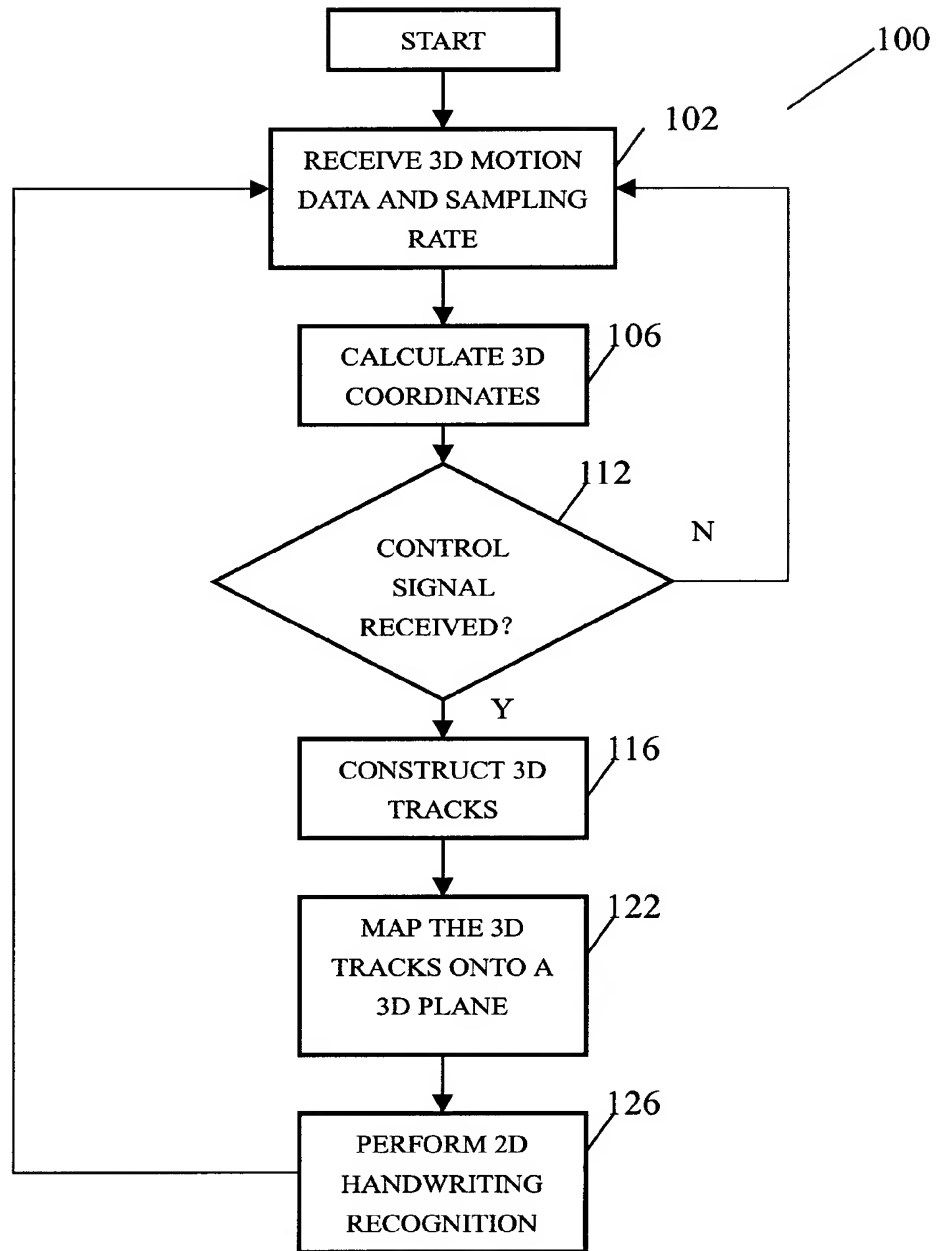 START
100
102
RECEIVE 3D MOTION
DATA AND SAMPLING
RATE
106
CALCULATE 3D
COORDINATES
112
N
CONTROL
SIGNAL
RECEIVED?
Y
116
CONSTRUCT 3D
TRACKS
122
MAP THE 3D
TRACKS ONTO A
3D PLANE
126
PERFORM 2D
HANDWRITING
RECOGNITION